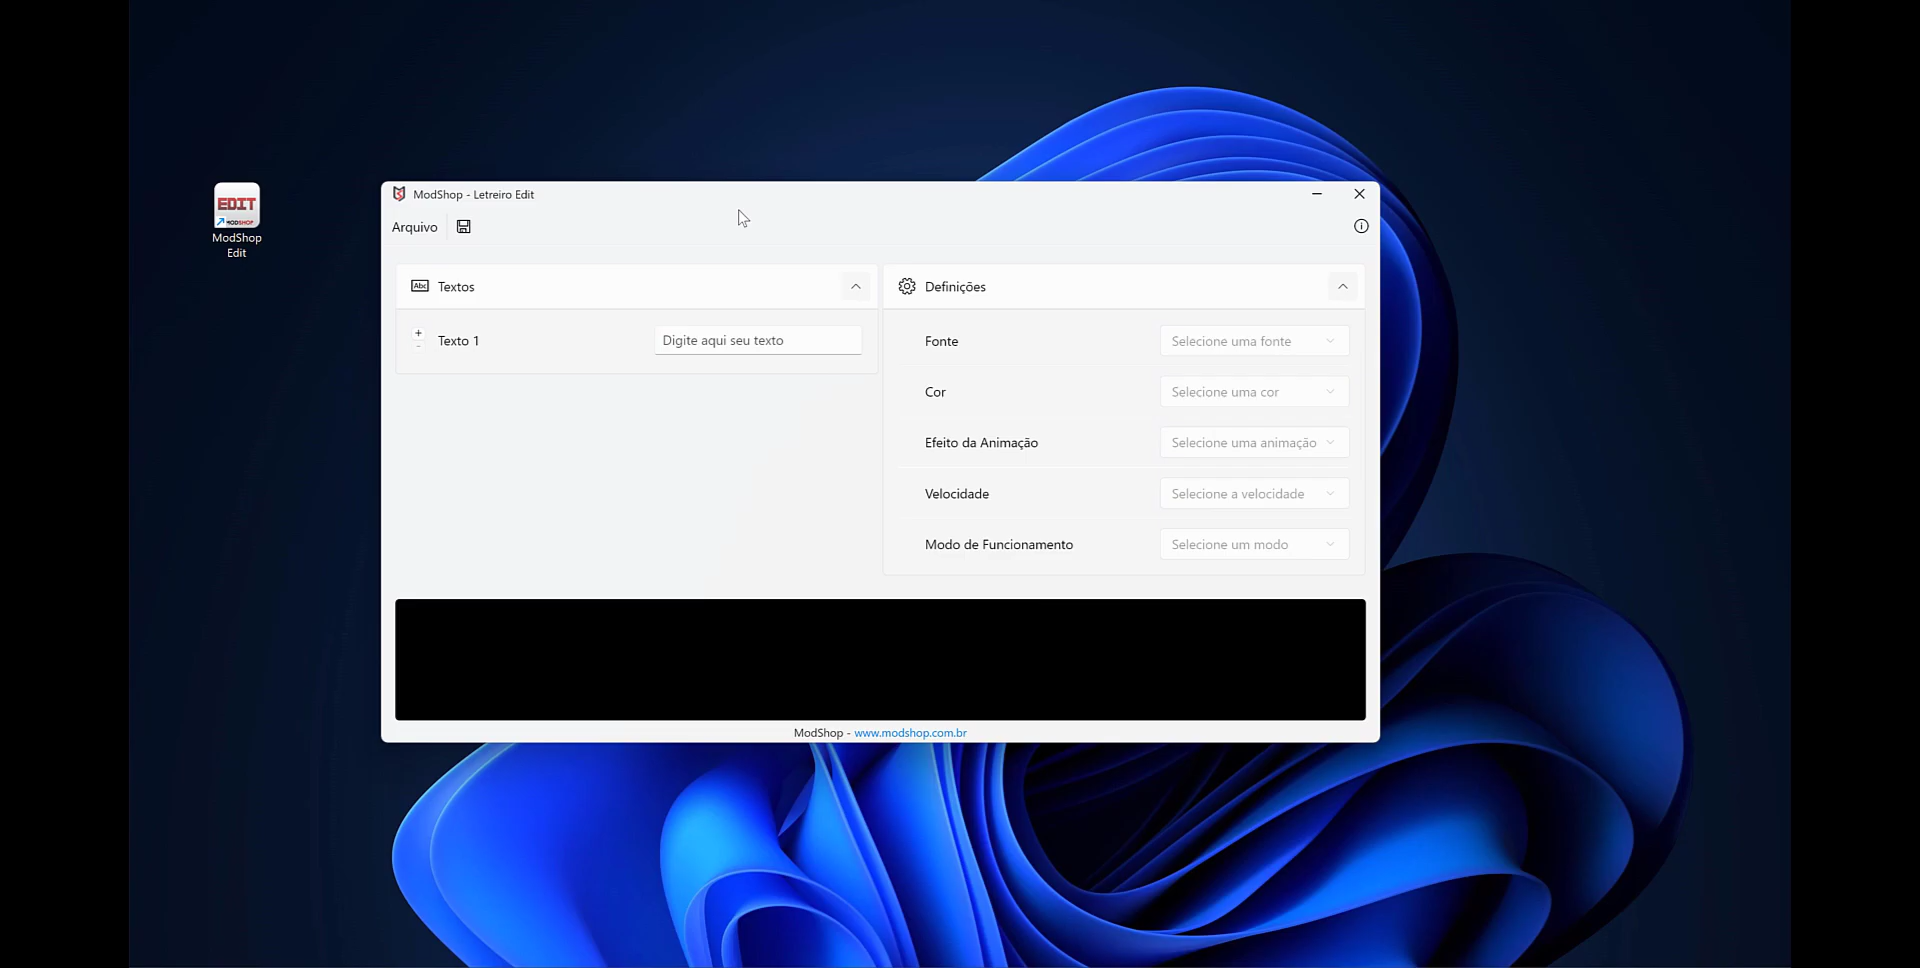 EDIT
MODSHOP
ModShop
Edit
ModShop - Letreiro Edit
Arquivo
Abc Textos
Texto 1
Digite aqui seu texto
Definições
Fonte
Selecione uma fonte
Cor
Selecione uma cor
Efeito da Animação
Selecione uma animação
Velocidade
Selecione a velocidade
Modo de Funcionamento
Selecione um modo
ModShop - www.modshop.com.br